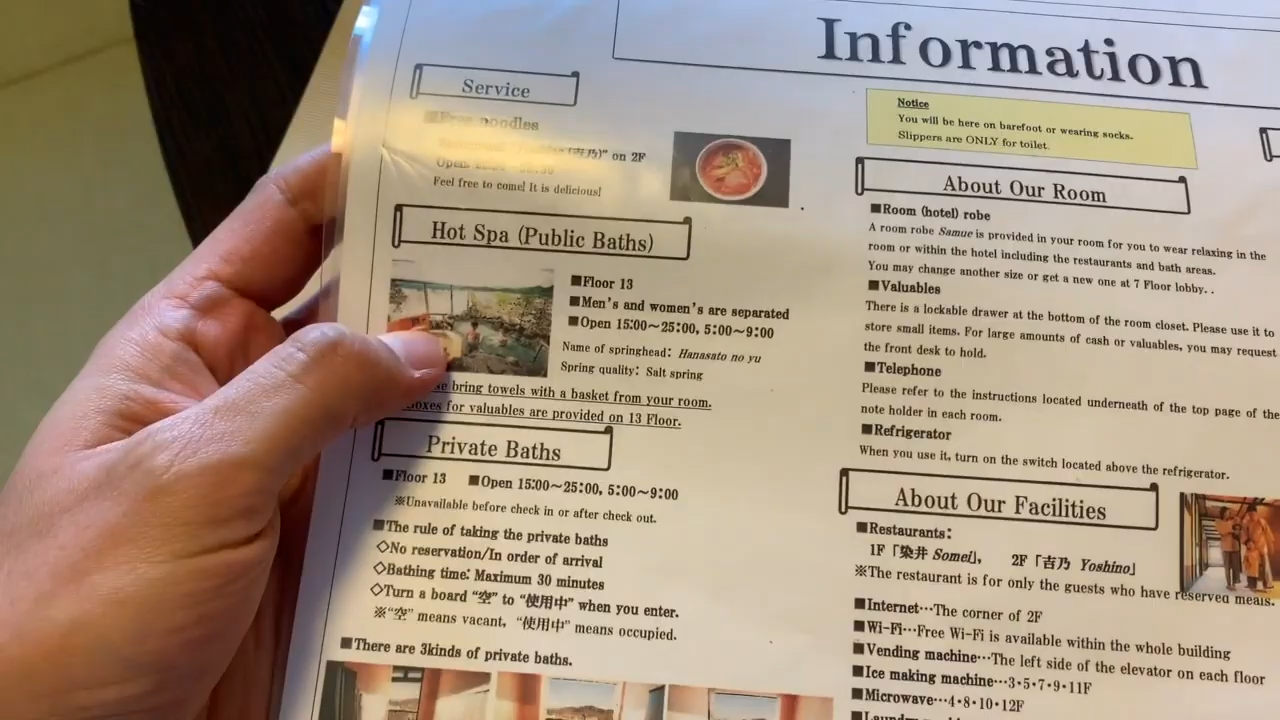 Information
Service
■Free noodles
(吉乃)" on 2F
Open:
Feel free to come! It is delicious!
Hot Spa (Public Baths)
■Floor 13
■Men's and women's are separated
■Open 15:00～25:00, 5:00～9:00
Name of springhead: Hanasato no yu
Spring quality: Salt spring
bring towels with a basket from your room.
for valuables are provided on 13 Floor.
Private Baths
■Floor 13 ■Open 15:00～25:00, 5:00～9:00
※Unavailable before check in or after check out.
■The rule of taking the private baths
◇No reservation/In order of arrival
◇Bathing time: Maximum 30 minutes
◇Turn a board "空" to "使用中" when you enter.
※"空" means vacant, "使用中" means occupied.
■There are 3kinds of private baths.
Notice
You will be here on barefoot or wearing socks.
Slippers are ONLY for toilet.
About Our Room
■Room (hotel) robe
A room robe Samue is provided in your room for you to wear relaxing in the
room or within the hotel including the restaurants and bath areas.
You may change another size or get a new one at 7 Floor lobby. .
■Valuables
There is a lockable drawer at the bottom of the room closet. Please use it to
store small items. For large amounts of cash or valuables, you may request
the front desk to hold.
■Telephone
Please refer to the instructions located underneath of the top page of the
note holder in each room.
■Refrigerator
When you use it, turn on the switch located above the refrigerator.
About Our Facilities
■Restaurants:
1F「染井 Somei」, 2F「吉乃 Yoshino」
※The restaurant is for only the guests who have reserved meals.
■Internet…The corner of 2F
■Wi-Fi…Free Wi-Fi is available within the whole building
■Vending machine…The left side of the elevator on each floor
■Ice making machine…3・5・7・9・11F
■Microwave…4・8・10・12F